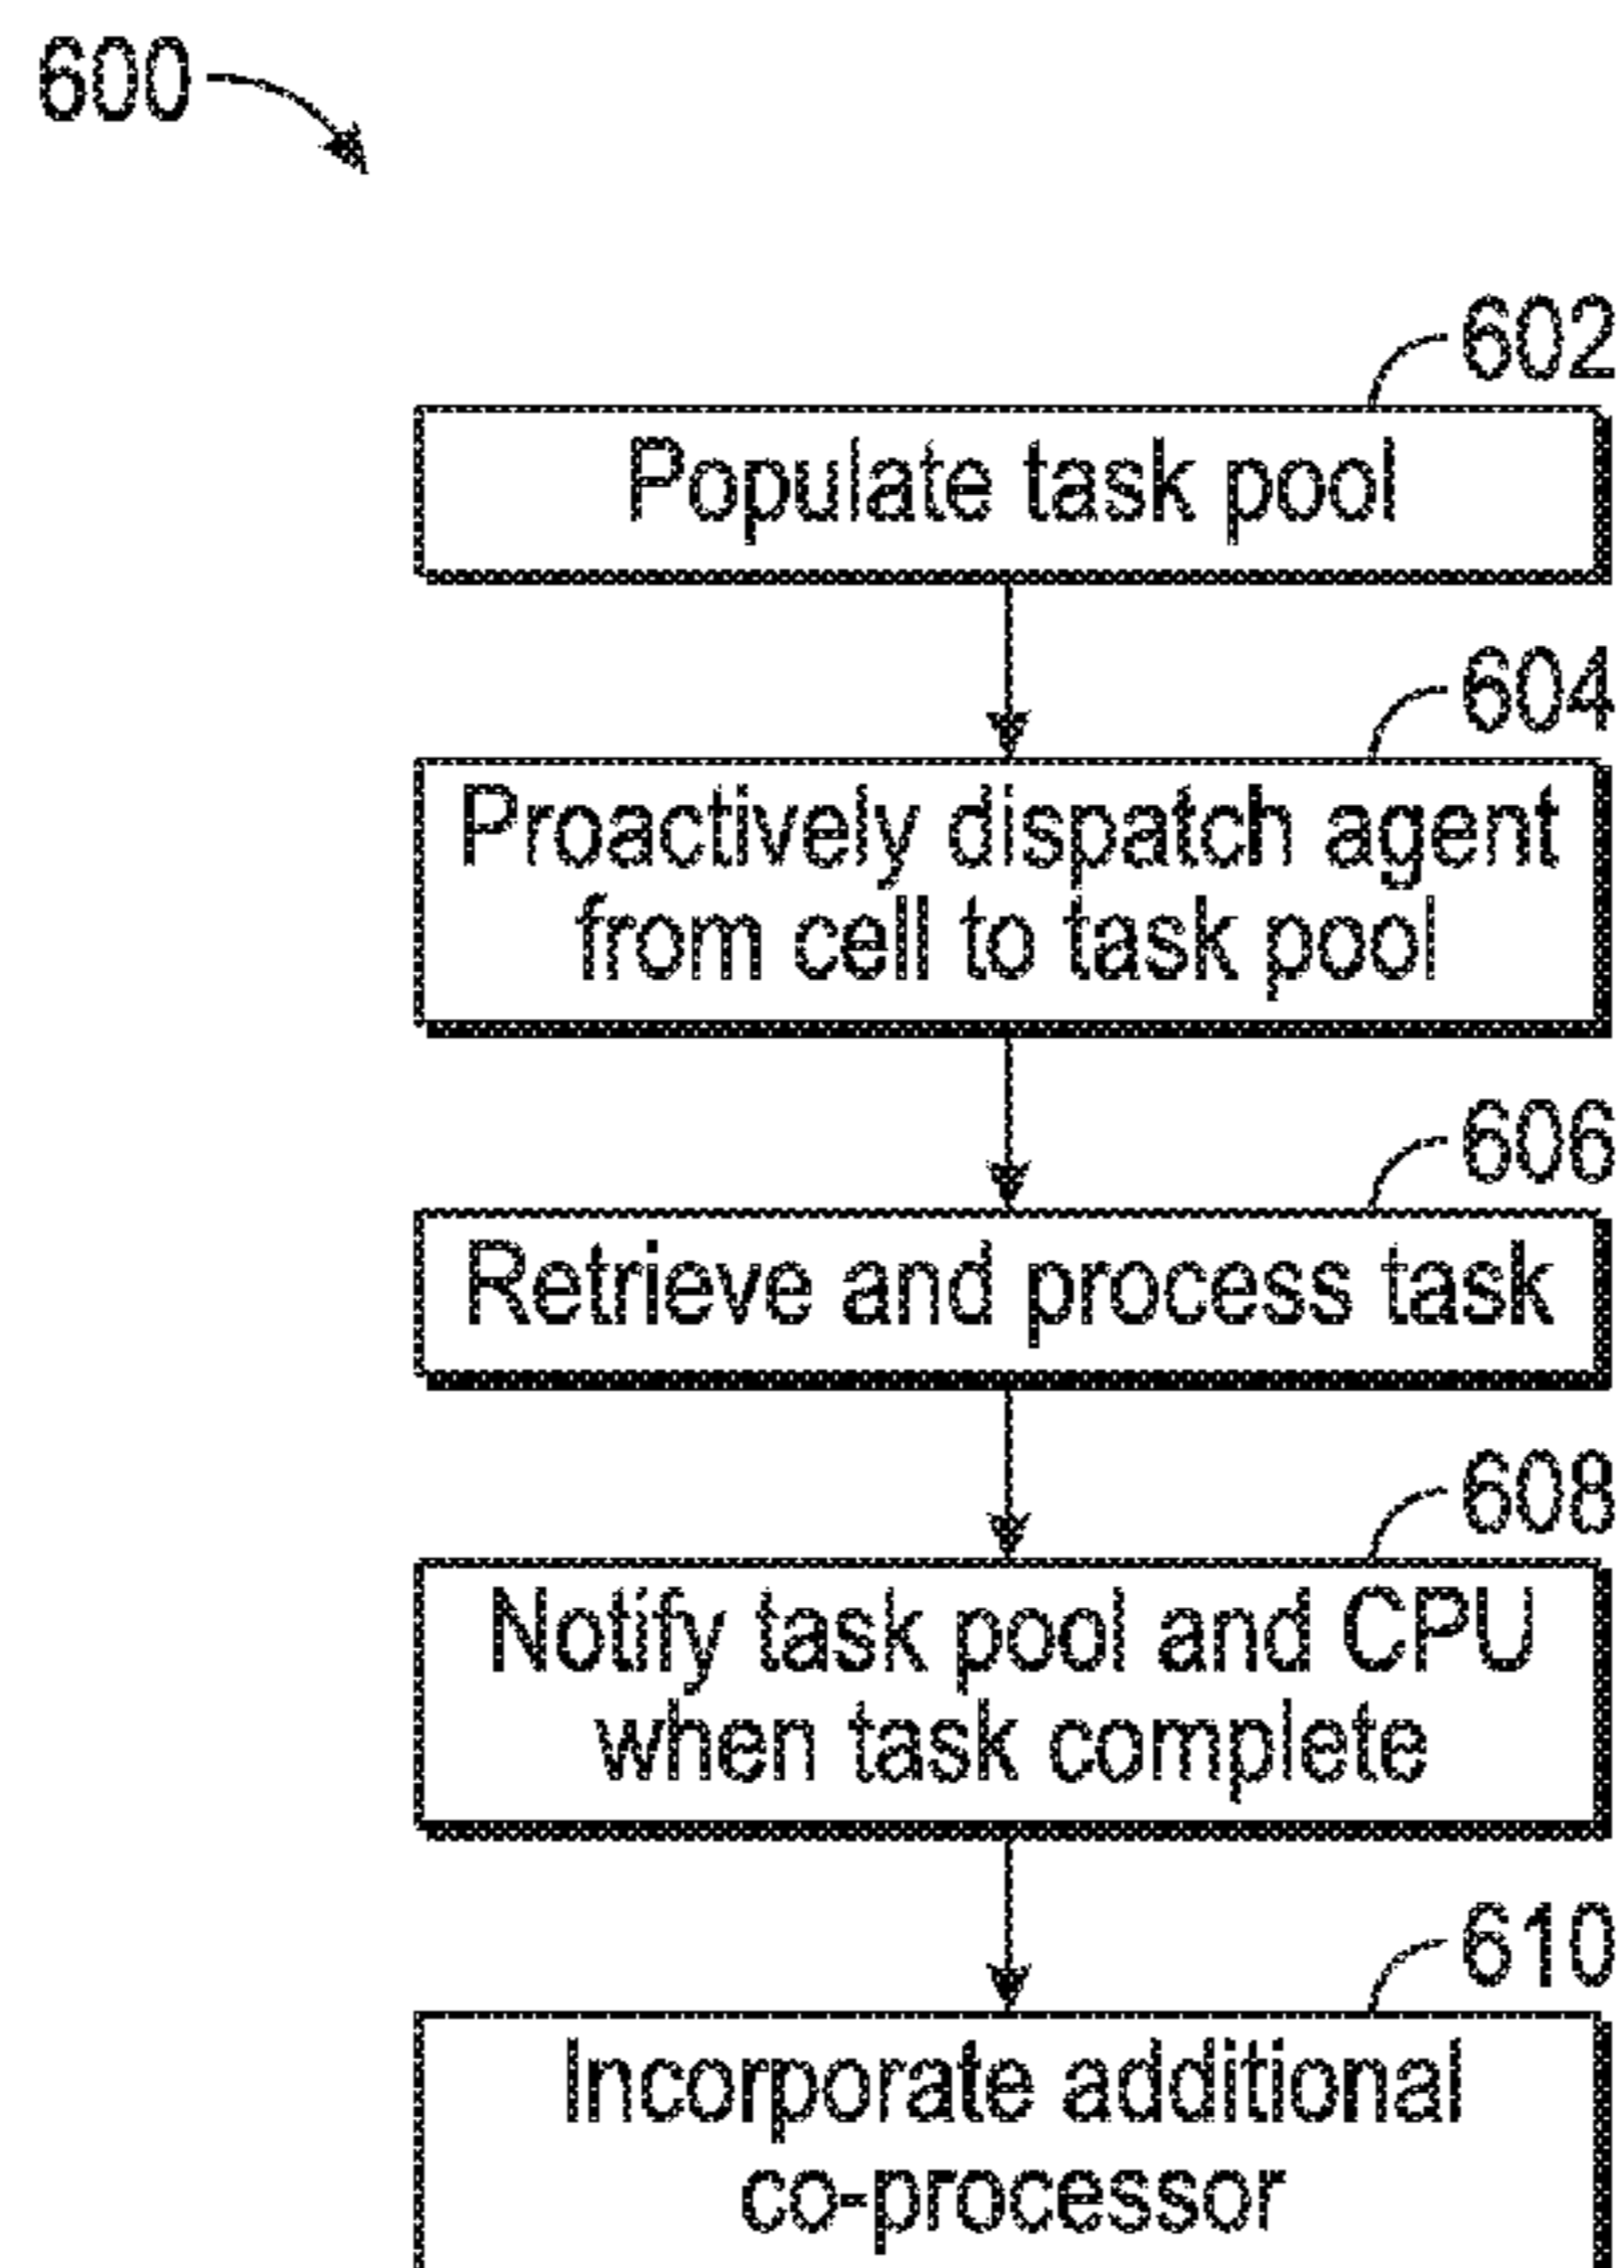 600
602
Populate task pool
604
Proactively dispatch agent
from cell to task pool
606
Retrieve and process task
608
Notify task pool and CPU
when task complete
610
Incorporate additional
co-processor